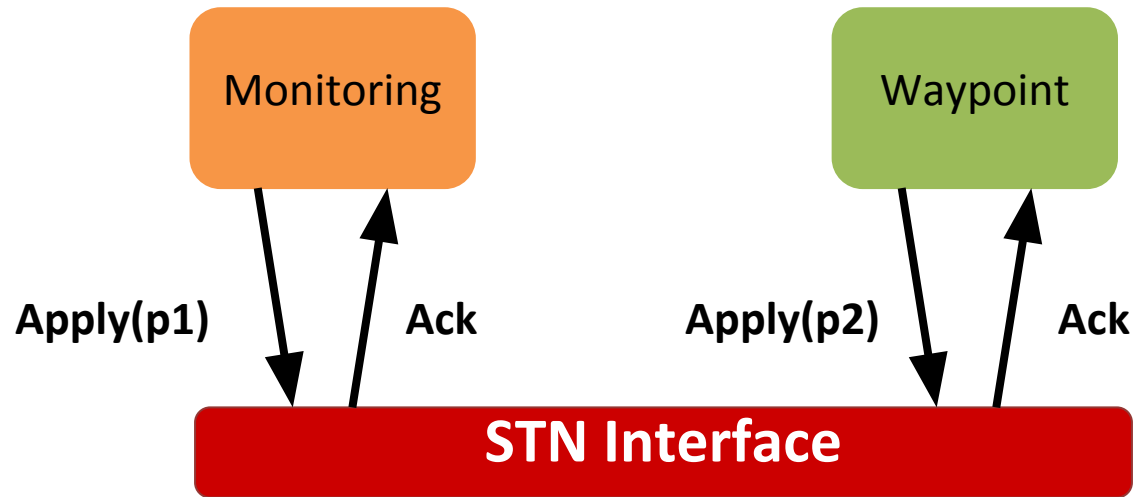 Monitoring
Waypoint
Apply(p1)
Ack
Apply(p2)
Ack
STN Interface